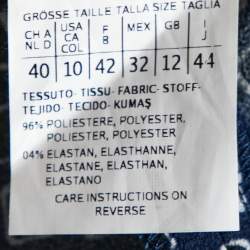 GRÖSSE TAILLE TALLA SIZE TAGLIA
CH A USA F MEX GB I
NL D CA CO B J
40 10 42 32 12 44
TESSUTO-TISSU-FABRIC-STOFF-
TEJIDO-TECIDO-KUMAŞ
96% POLIESTERE, POLYESTER,
POLIESTER, POLYESTER
04% ELASTAN, ELASTHANNE,
ELASTANE, ELASTHAN,
ELASTANO
CARE INSTRUCTIONS ON
REVERSE